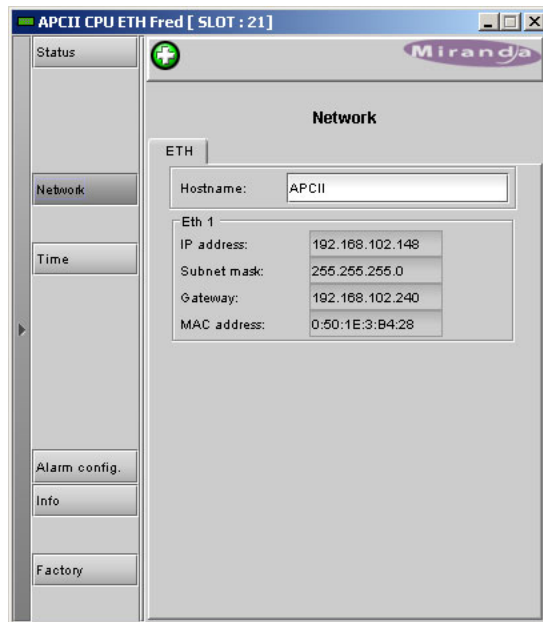 APCII CPU ETH Fred [ SLOT : 21]
Status
Miranda
Network
ETH
Network
Hostname: APCII
Eth 1
IP address: 192.168.102.148
Time
Subnet mask: 255.255.255.0
Gateway: 192.168.102.240
MAC address: 0:50:1E:3:B4:28
Alarm config.
Info
Factory